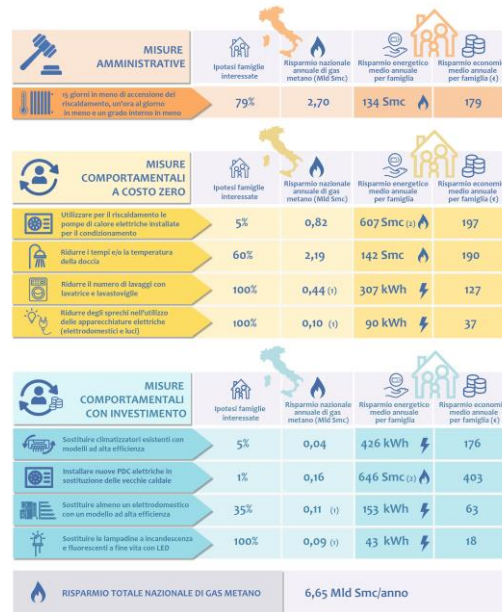 MISURE
AMMINISTRATIVE
Ipotesi famiglie
interessate
Risparmio nazionale
annuale di gas
metano (Mld Smc)
Risparmio energetico
medio annuale
per famiglia
Risparmio economi
medio annuale
per famiglia (€)
15 giorni in meno di accensione del
riscaldamento, un'ora al giorno
in meno e un grado interno in meno
79%
2,70
134 Smc
179
MISURE
COMPORTAMENTALI
A COSTO ZERO
Ipotesi famiglie
interessate
Risparmio nazionale
annuale di gas
metano (Mld Smc)
Risparmio energetico
medio annuale
per famiglia
Risparmio economi
medio annuale
per famiglia (€)
Utilizzare per il riscaldamento le
pompe di calore elettriche installate
per il condizionamento
5%
0,82
607 Smc (2)
197
Ridurre i tempi e/o la temperatura
della doccia
60%
2,19
142 Smc
190
Ridurre il numero di lavaggi con
lavatrice e lavastoviglie
100%
0,44 (1)
307 kWh
127
Ridurre degli sprechi nell'utilizzo
delle apparecchiature elettriche
(elettrodomestici e luci)
100%
0,10 (1)
90 kWh
37
MISURE
COMPORTAMENTALI
CON INVESTIMENTO
Ipotesi famiglie
interessate
Risparmio nazionale
annuale di gas
metano (Mld Smc)
Risparmio energetico
medio annuale
per famiglia
Risparmio economi
medio annuale
per famiglia (€)
Sostituire climatizzatori esistenti con
modelli ad alta efficienza
5%
0,04
426 kWh
176
Installare nuove PDC elettriche in
sostituzione delle vecchie caldaie
1%
0,16
646 Smc (2)
403
Sostituire almeno un elettrodomestico
con un modello ad alta efficienza
35%
0,11 (1)
153 kWh
63
Sostituire le lampadine a incandescenza
e fluorescenti a fine vita con LED
100%
0,09 (1)
43 kWh
18
RISPARMIO TOTALE NAZIONALE DI GAS METANO
6,65 Mld Smc/anno